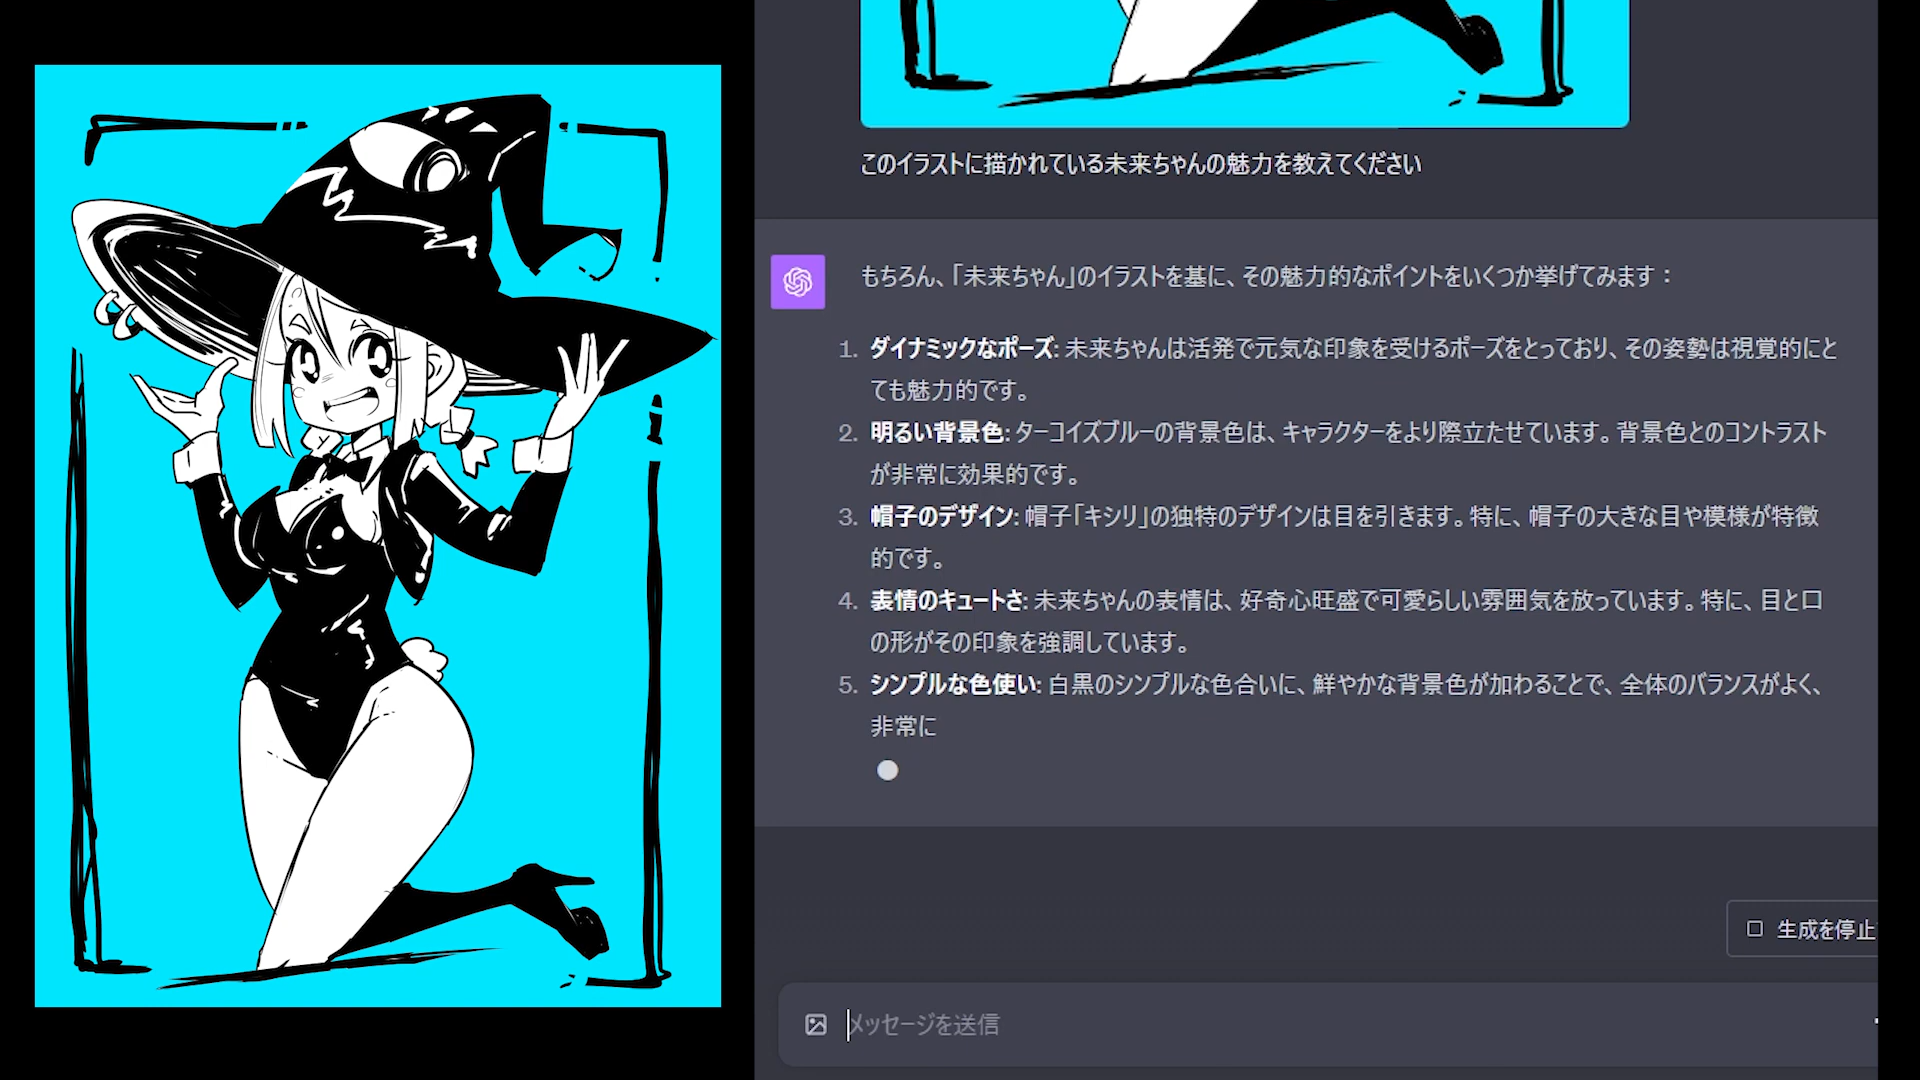 このイラストに描かれている未来ちゃんの魅力を教えてください
もちろん、「未来ちゃん」のイラストを基に、その魅力的なポイントをいくつか挙げてみます：
1. ダイナミックなポーズ: 未来ちゃんは活発で元気な印象を受けるポーズをとっており、その姿勢は視覚的にと
ても魅力的です。
2. 明るい背景色: ターコイズブルーの背景色は、キャラクターをより際立たせています。背景色とのコントラスト
が非常に効果的です。
3. 帽子のデザイン: 帽子「キシリ」の独特のデザインは目を引きます。特に、帽子の大きな目や模様が特徴
的です。
4. 表情のキュートさ: 未来ちゃんの表情は、好奇心旺盛で可愛らしい雰囲気を放っています。特に、目と口
の形がその印象を強調しています。
5. シンプルな色使い: 白黒のシンプルな色合いに、鮮やかな背景色が加わることで、全体のバランスがよく、
非常に
生成を停止
メッセージを送信